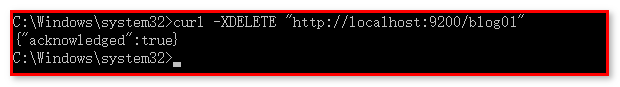 C:\Windows\system32>curl -XDELETE "http://localhost:9200/blog01"
{"acknowledged":true}
C:\Windows\system32>